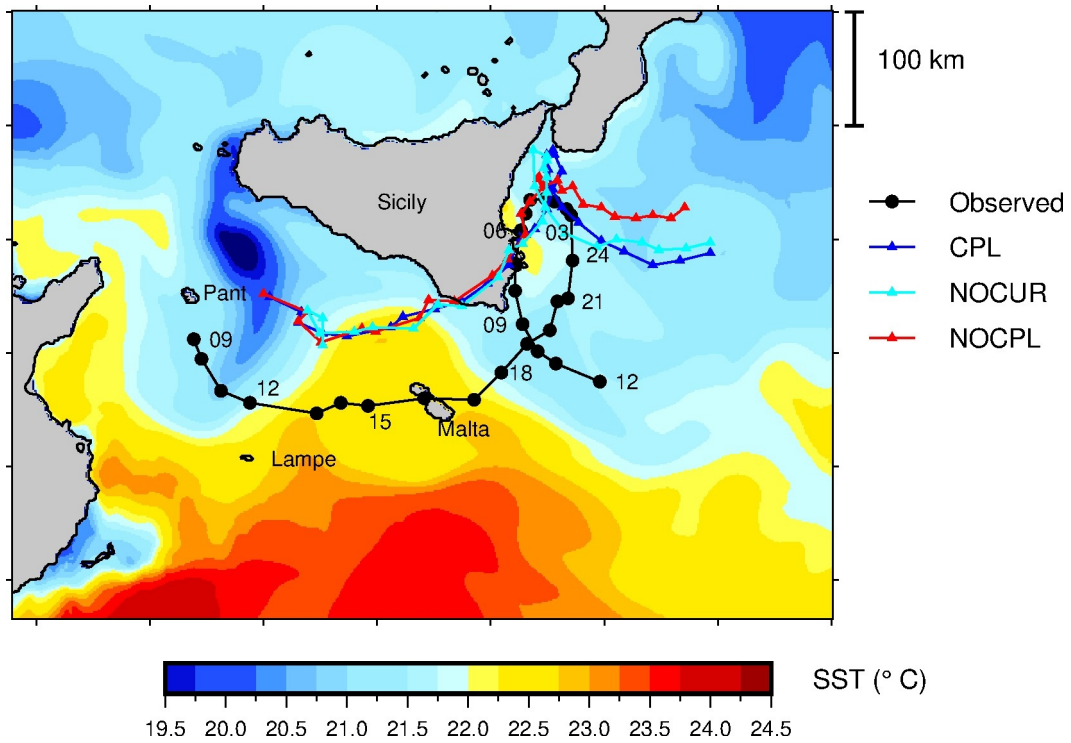 100 km
Sicily
Observed
06
03
CPL
24
Pant
NOCUR
21
09
09
NOCPL
18
12
12
15
Malta
Lampe
SST (° C)
19.5 20.0 20.5 21.0 21.5 22.0 22.5 23.0 23.5 24.0 24.5